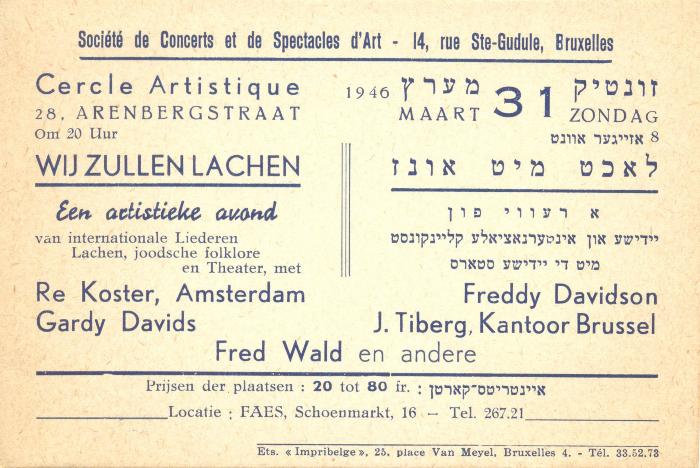 Société de Concerts et de Spectacles d'Art - 14, rue Ste-Gudule, Bruxelles
Cercle Artistique
28, ARENBERGSTRAAT
Om 20 Uur
1946 מערץ 31 זונטיק
MAART ZONDAG
8 אזייגער אוונט
WIJ ZULLEN LACHEN
לאכט מיט אונז
Een artistieke avond
van internationale Liederen
Lachen, joodsche folklore
en Theater, met
א רעווי פון
יידישע און אינטערנאציאלע קליינקונסט
מיט די יידישע סטארס
Re Koster, Amsterdam
Freddy Davidson
Gardy Davids
J. Tiberg, Kantoor Brussel
Fred Wald en andere
Prijsen der plaatsen : 20 tot 80 fr. : איינטריטס־קארטן
Locatie : FAES, Schoenmarkt, 16 — Tel. 267.21
Ets. « Impribelge », 25, place Van Meyel, Bruxelles 4. - Tél. 33.52.73